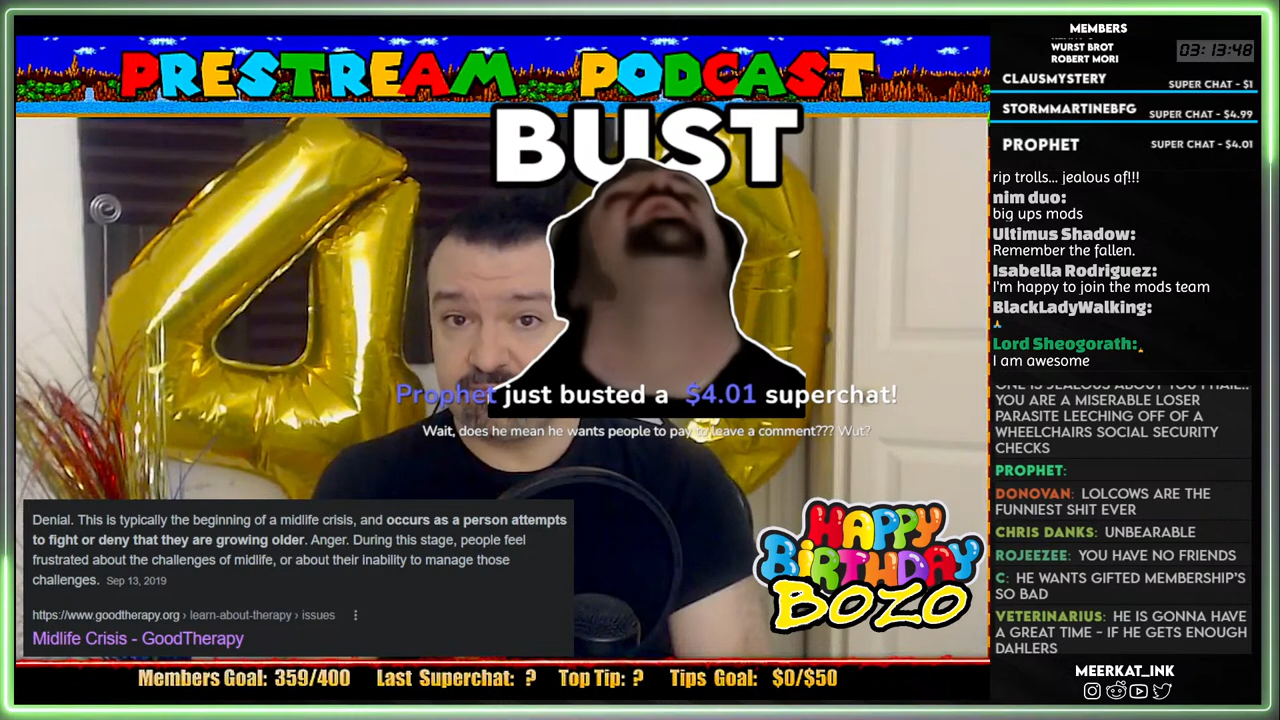 PRESTREAM PODCAST
BUST
Prophet just busted a $4.01 superchat!
Wait, does he mean he wants people to pay to leave a comment??? Wut?
Denial. This is typically the beginning of a midlife crisis, and occurs as a person attempts
to fight or deny that they are growing older. Anger. During this stage, people feel
frustrated about the challenges of midlife, or about their inability to manage those
challenges. Sep 13, 2019
https://www.goodtherapy.org › learn-about-therapy › issues
Midlife Crisis - GoodTherapy
HAPPY
BIRTHDAY
BOZO
Members Goal: 359/400 Last Superchat: ? Top Tip: ? Tips Goal: $0/$50
MEMBERS
WURST BROT
ROBERT MORI
03:13:48
CLAUSMYSTERY
SUPER CHAT - $1
STORMMARTINEBFG
SUPER CHAT - $4.99
PROPHET
SUPER CHAT - $4.01
rip trolls... jealous af!!!
nim duo:
big ups mods
Ultimus Shadow:
Remember the fallen.
Isabella Rodriguez:
I'm happy to join the mods team
BlackLadyWalking:
Lord Sheogorath:
I am awesome
ONE IS JEALOUS ABOUT YOU PHAIL..
YOU ARE A MISERABLE LOSER
PARASITE LEECHING OFF OF A
WHEELCHAIRS SOCIAL SECURITY
CHECKS
PROPHET:
DONOVAN: LOLCOWS ARE THE
FUNNIEST SHIT EVER
CHRIS DANKS: UNBEARABLE
ROJEEZEE: YOU HAVE NO FRIENDS
C: HE WANTS GIFTED MEMBERSHIP'S
SO BAD
VETERINARIUS: HE IS GONNA HAVE
A GREAT TIME - IF HE GETS ENOUGH
DAHLERS
MEERKAT_INK